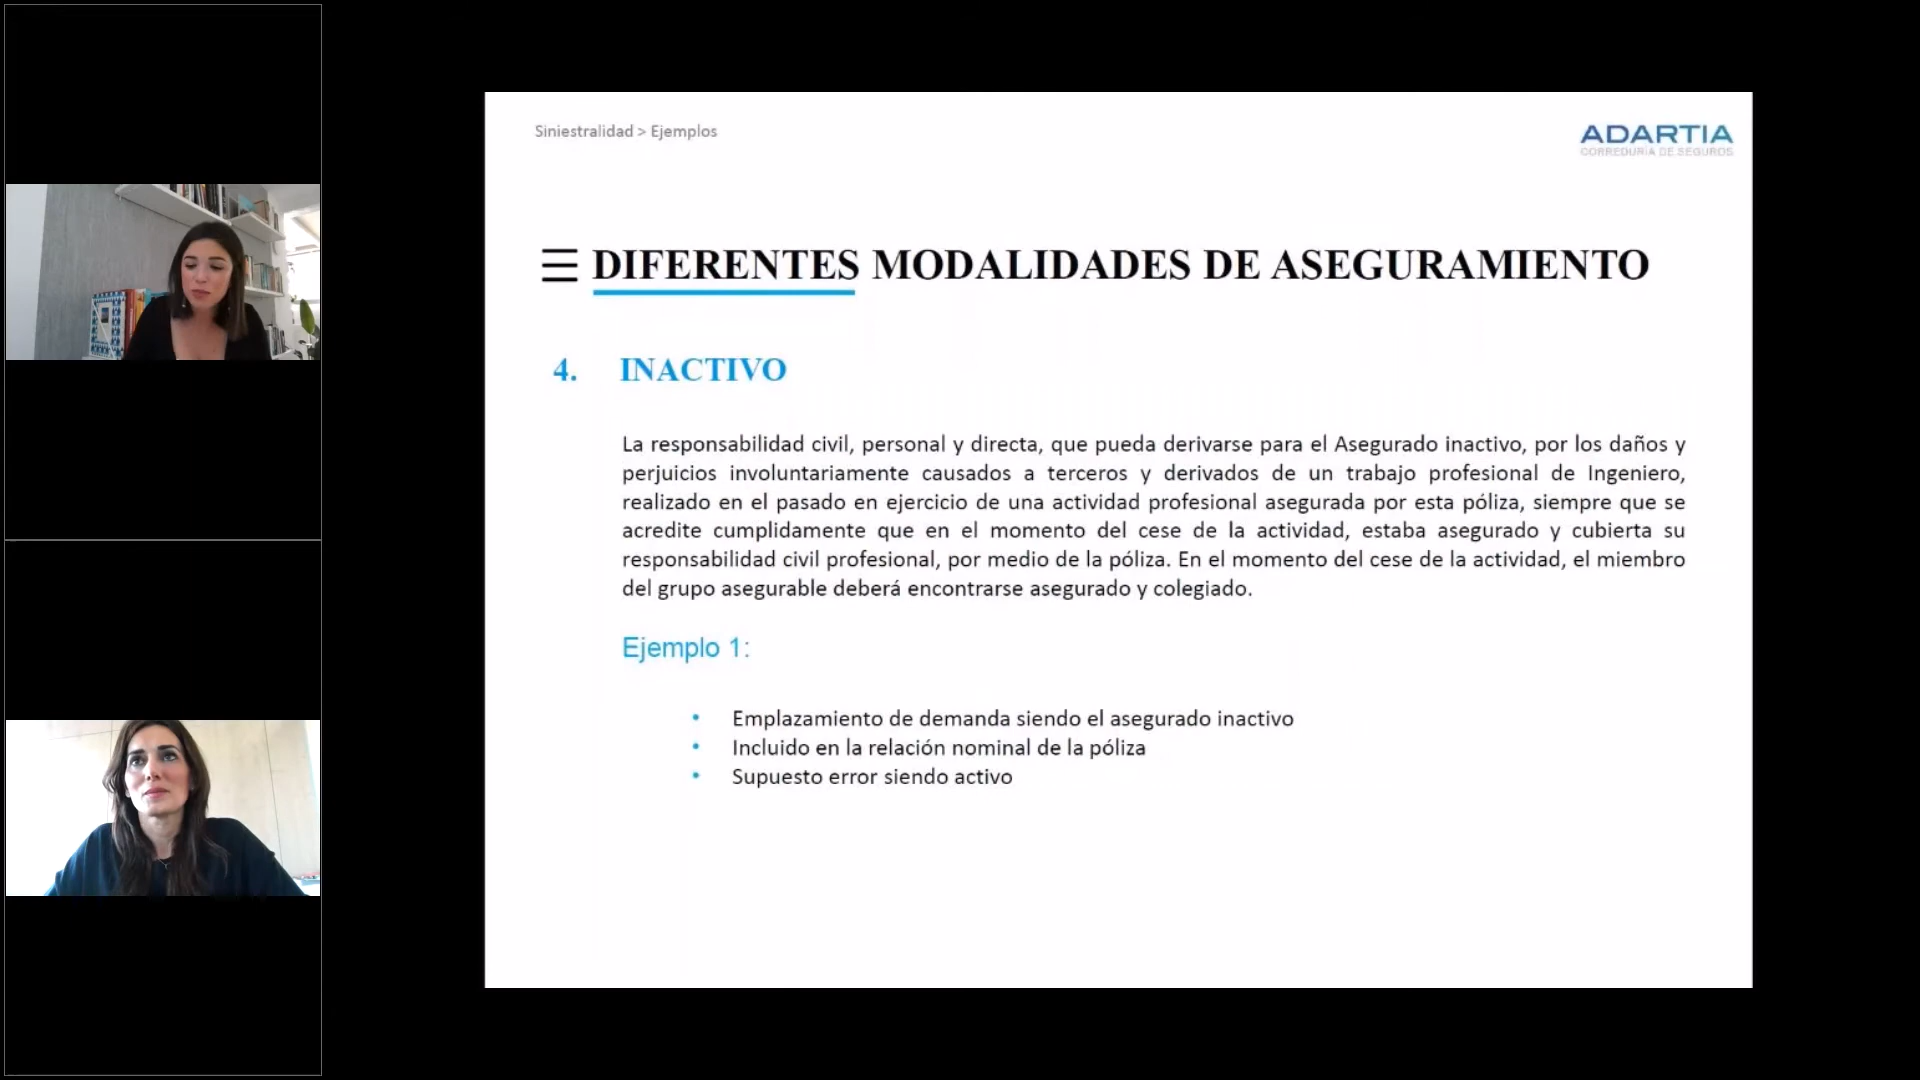 Siniestralidad > Ejemplos
ADARTIA
CORREDURÍA DE SEGUROS
DIFERENTES MODALIDADES DE ASEGURAMIENTO
4. INACTIVO
La responsabilidad civil, personal y directa, que pueda derivarse para el Asegurado inactivo, por los daños y
perjuicios involuntariamente causados a terceros y derivados de un trabajo profesional de Ingeniero,
realizado en el pasado en ejercicio de una actividad profesional asegurada por esta póliza, siempre que se
acredite cumplidamente que en el momento del cese de la actividad, estaba asegurado y cubierta su
responsabilidad civil profesional, por medio de la póliza. En el momento del cese de la actividad, el miembro
del grupo asegurable deberá encontrarse asegurado y colegiado.
Ejemplo 1:
• Emplazamiento de demanda siendo el asegurado inactivo
• Incluido en la relación nominal de la póliza
• Supuesto error siendo activo